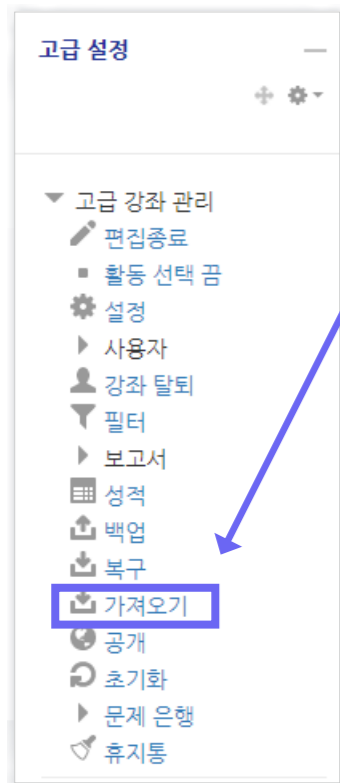 고급 설정
고급 강좌 관리
편집종료
활동 선택 끔
설정
사용자
강좌 탈퇴
필터
보고서
성적
백업
복구
가져오기
공개
초기화
문제 은행
휴지통